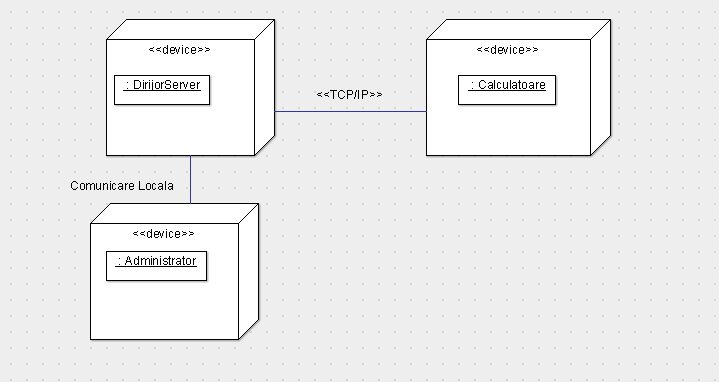 <<device>>
: DirijorServer
<<TCP/IP>>
<<device>>
: Calculatoare
Comunicare Locala
<<device>>
: Administrator